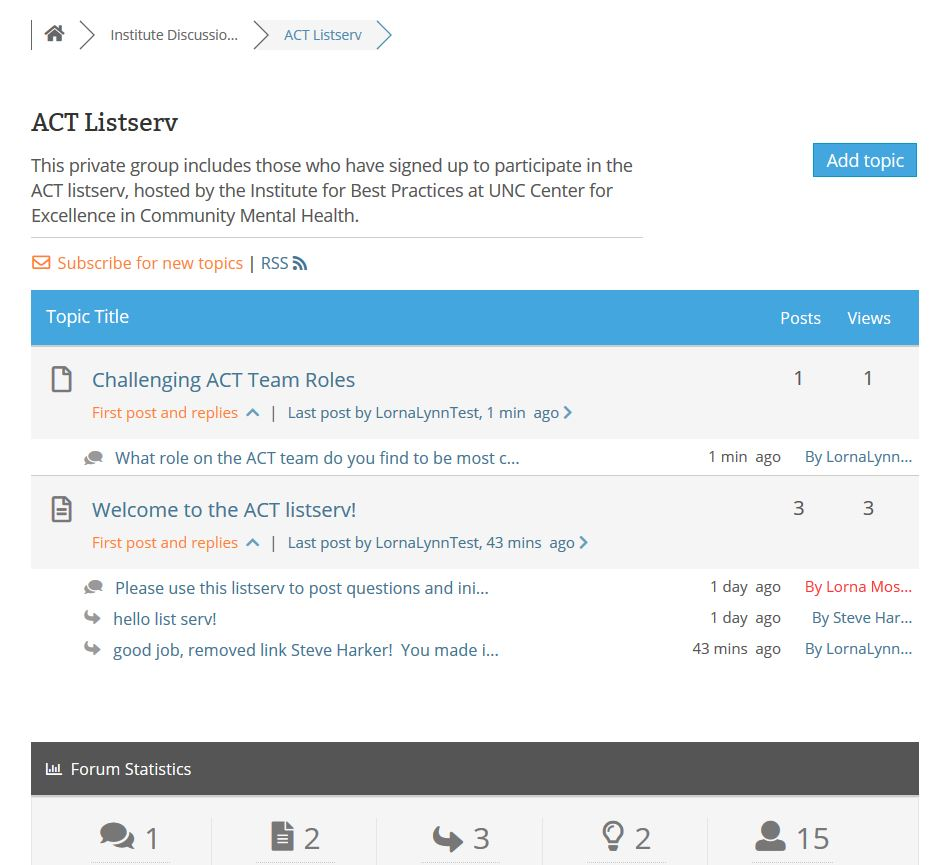 Institute Discussio... ACT Listserv
ACT Listserv
This private group includes those who have signed up to participate in the
ACT listserv, hosted by the Institute for Best Practices at UNC Center for
Excellence in Community Mental Health.
Add topic
Subscribe for new topics | RSS
Topic Title Posts Views
Challenging ACT Team Roles 1 1
First post and replies | Last post by LornaLynnTest, 1 min ago
What role on the ACT team do you find to be most c... 1 min ago By LornaLynn...
Welcome to the ACT listserv! 3 3
First post and replies | Last post by LornaLynnTest, 43 mins ago
Please use this listserv to post questions and ini... 1 day ago By Lorna Mos...
hello list serv! 1 day ago By Steve Har...
good job, removed link Steve Harker! You made i... 43 mins ago By LornaLynn...
Forum Statistics
1 2 3 2 15